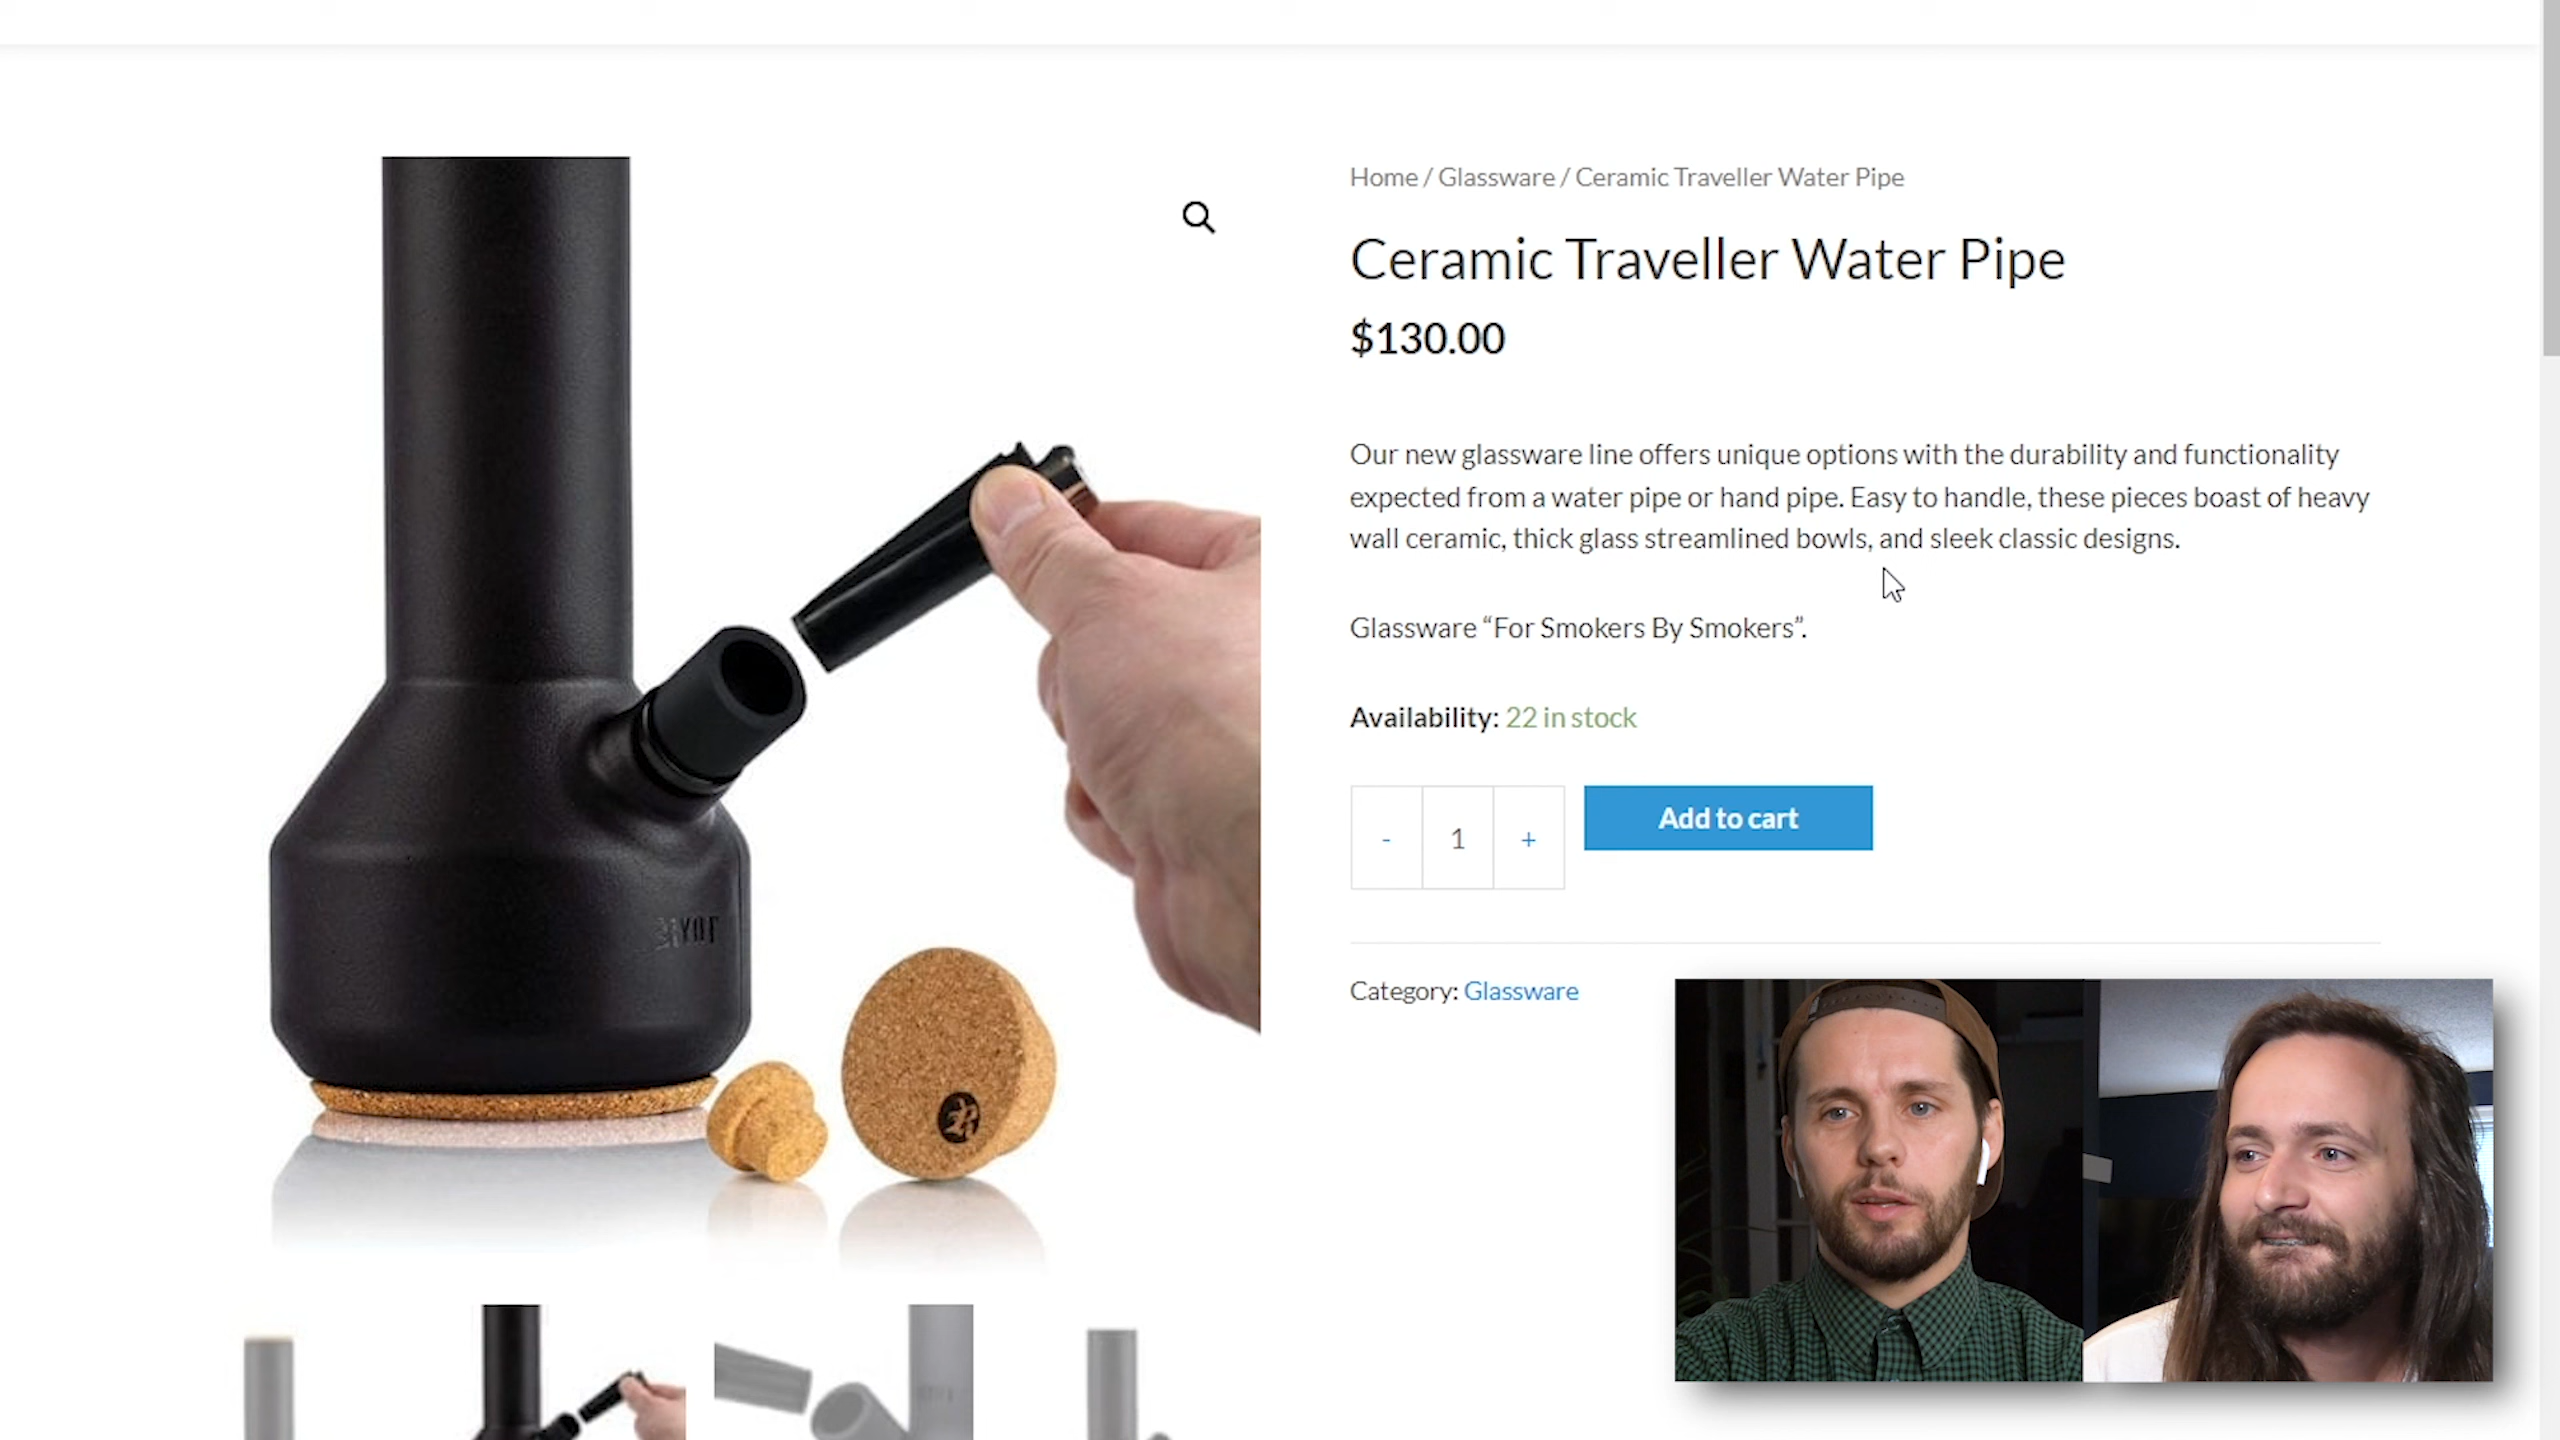 Home / Glassware / Ceramic Traveller Water Pipe
Ceramic Traveller Water Pipe
$130.00
Our new glassware line offers unique options with the durability and functionality
expected from a water pipe or hand pipe. Easy to handle, these pieces boast of heavy
wall ceramic, thick glass streamlined bowls, and sleek classic designs.
Glassware “For Smokers By Smokers”.
Availability: 22 in stock
- 1 + Add to cart
Category: Glassware